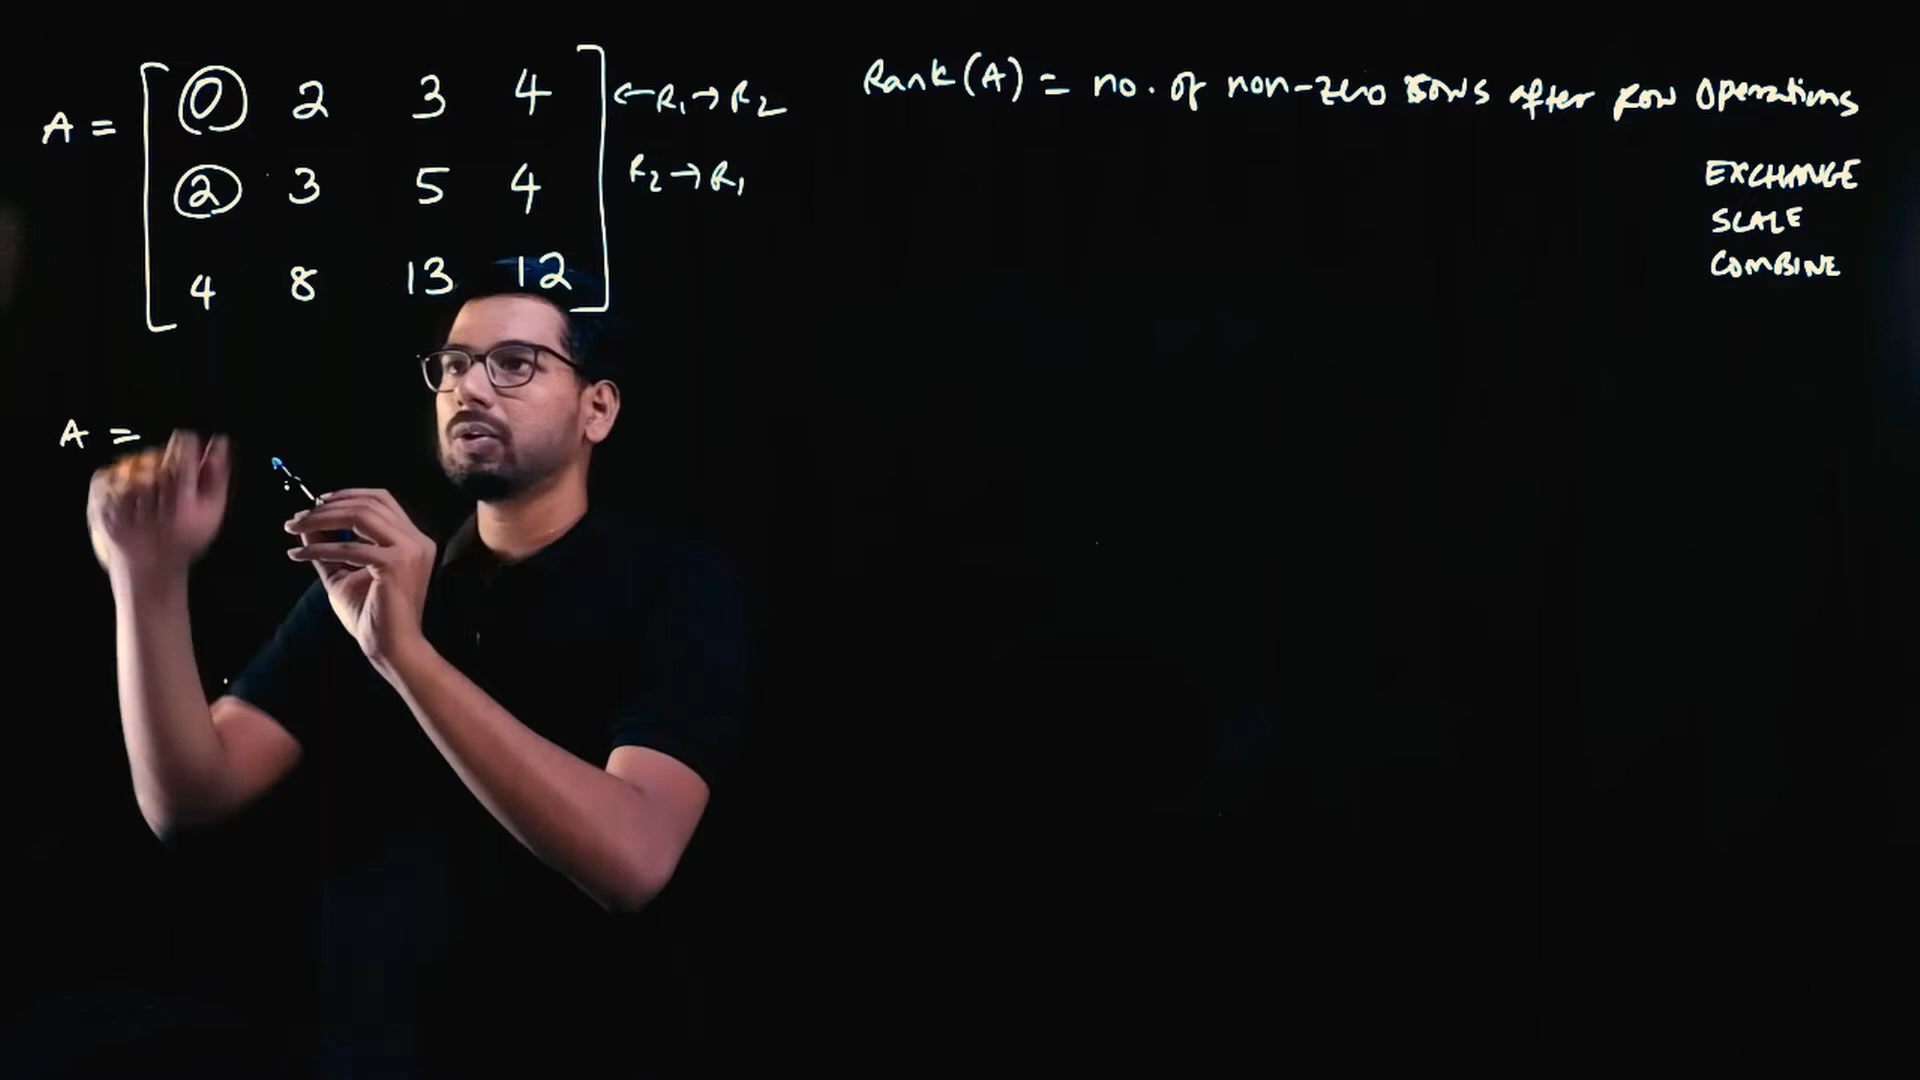 A = [ 0 2 3 4 ] ← R₁ → R₂
2 3 5 4 R₂ → R₁
4 8 13 12
A =
Rank(A) = no. of non-zero rows after row operations
EXCHANGE
SCALE
COMBINE